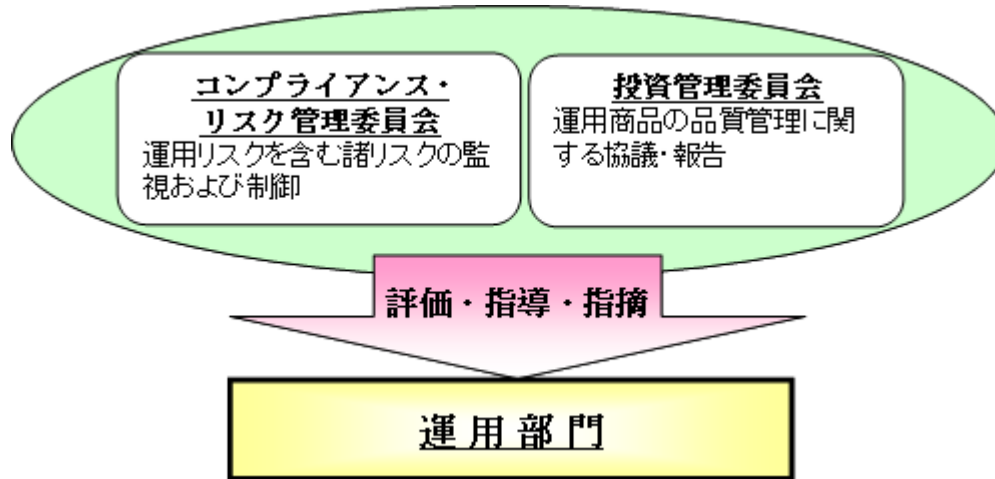 コンプライアンス・
リスク管理委員会
運用リスクを含む諸リスクの監
視および制御
投資管理委員会
運用商品の品質管理に関
する協議・報告
評価・指導・指摘
運用部門